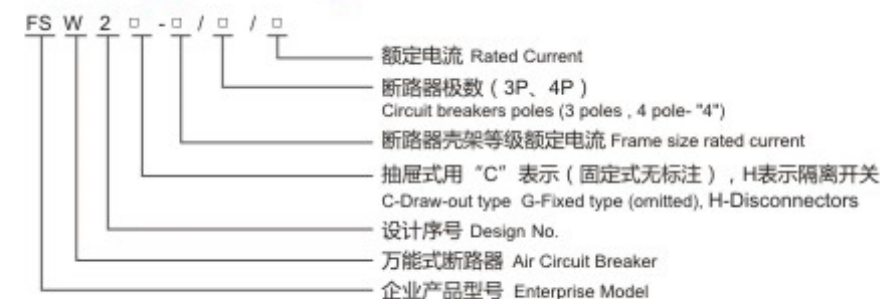 FS W 2 □ - □ / □ / □
额定电流 Rated Current
断路器极数（3P、4P）
Circuit breakers poles (3 poles , 4 pole- "4")
断路器壳架等级额定电流 Frame size rated current
抽屉式用“C”表示（固定式无标注）, H表示隔离开关
C-Draw-out type G-Fixed type (omitted), H-Disconnectors
设计序号 Design No.
万能式断路器 Air Circuit Breaker
企业产品型号 Enterprise Model